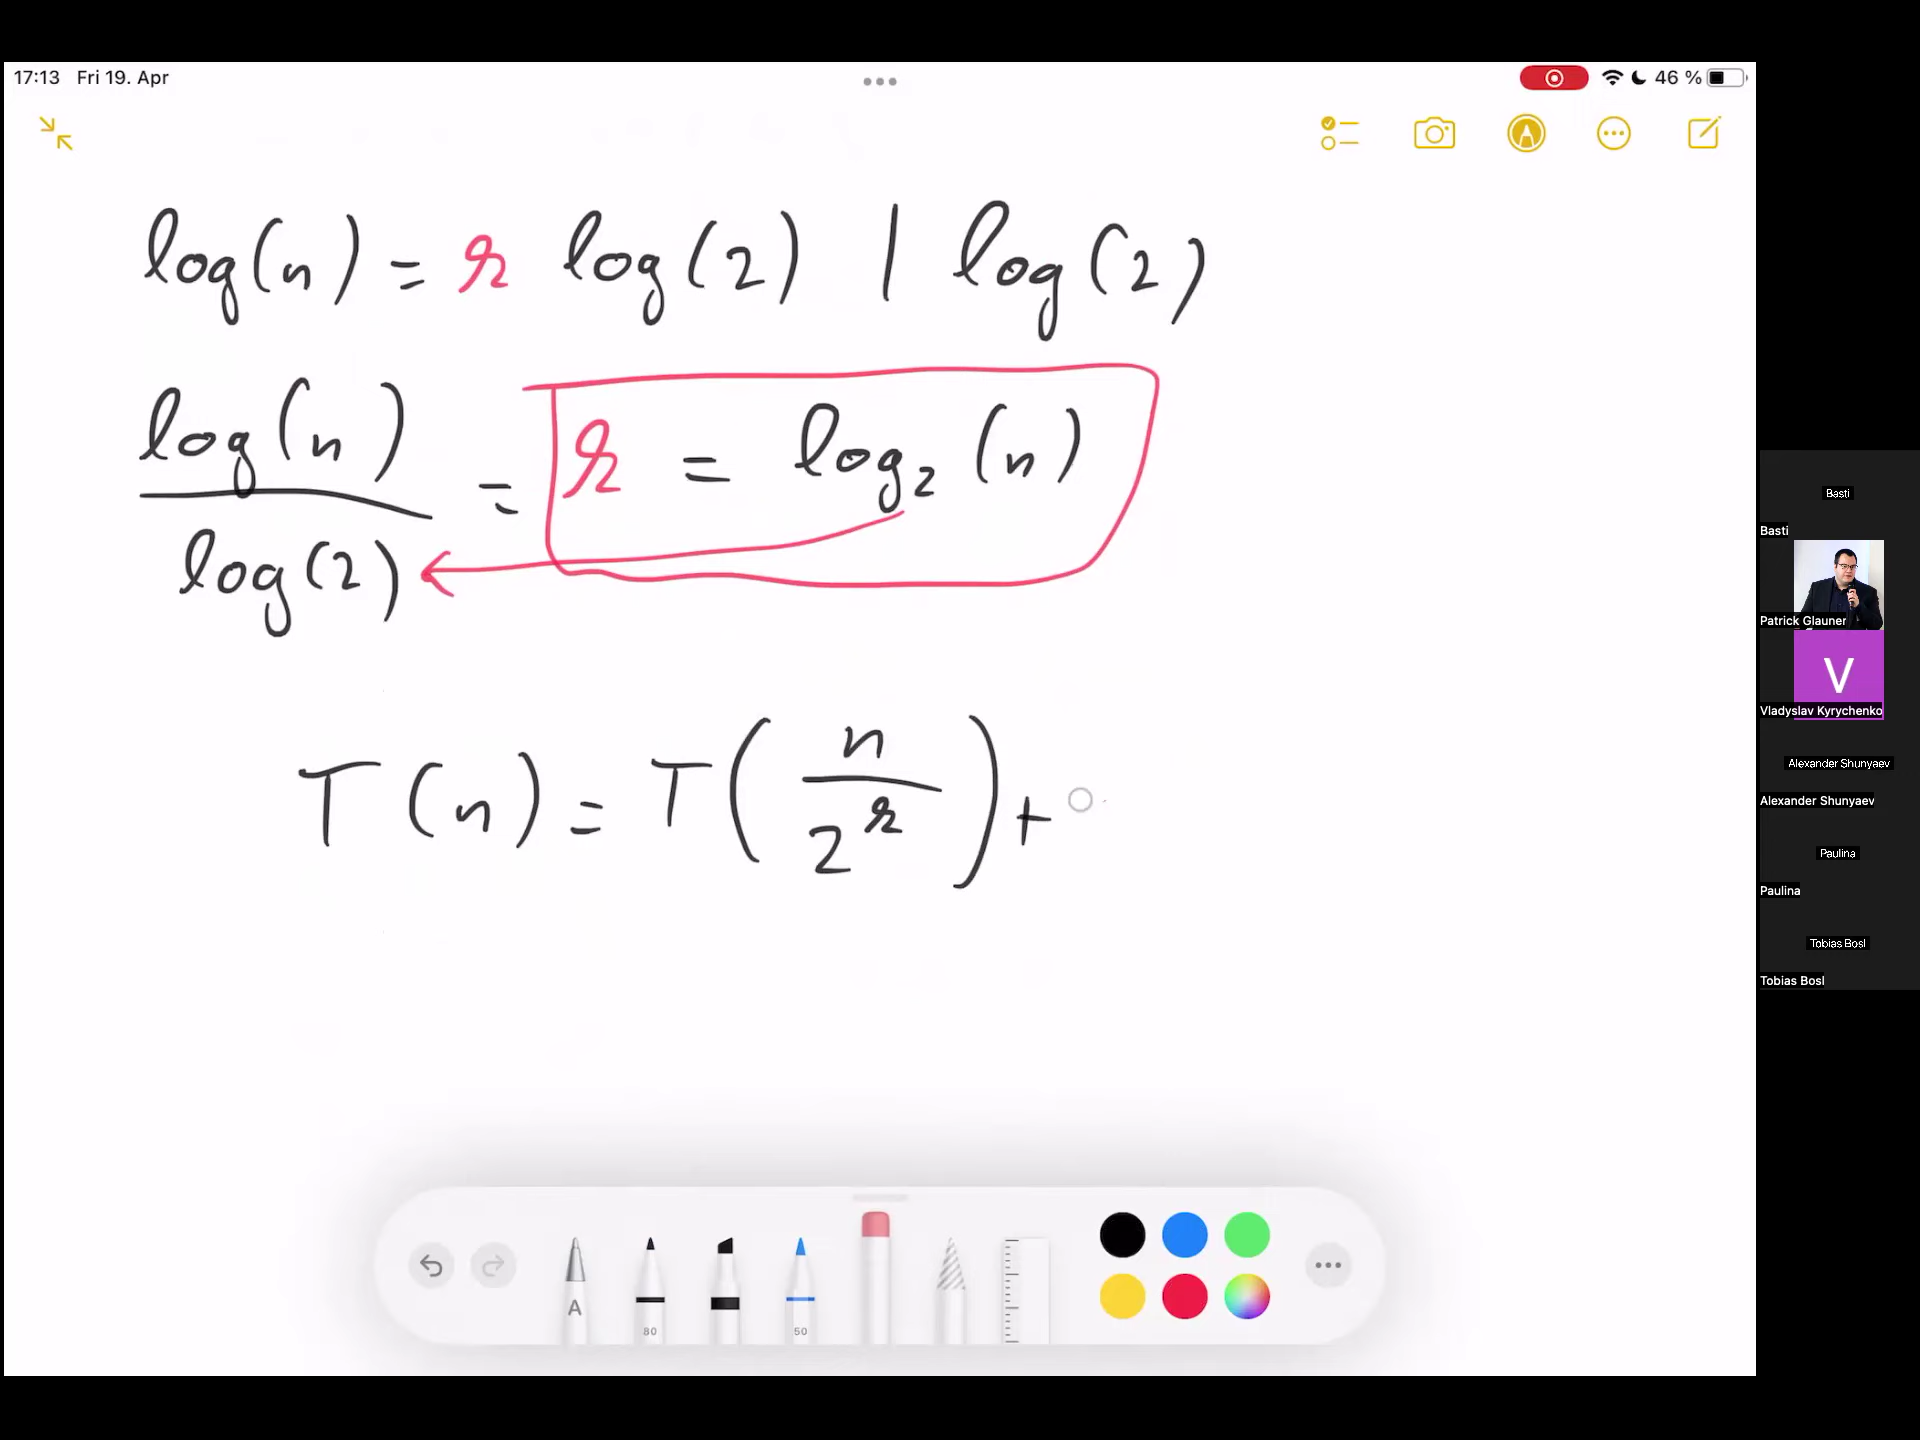 17:13 Fri 19. Apr
46 %
log(n) = r log(2) | log(2)
log(n)
log(2)
= r = log₂(n)
T(n) = T(n/2^r) +
A
80
50
Basti
Basti
Patrick Glauner
V
Vladyslav Kyrychenko
Alexander Shunyaev
Alexander Shunyaev
Paulina
Paulina
Tobias Bosl
Tobias Bosl